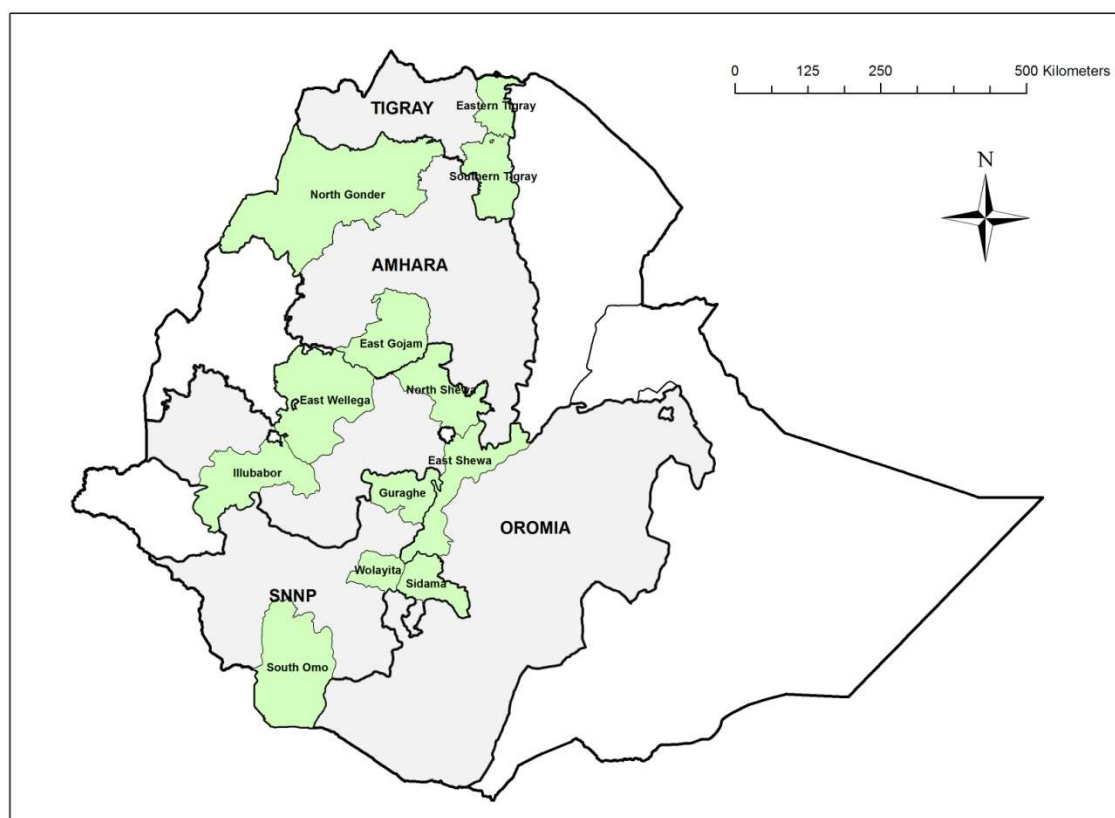 0 125 250 500 Kilometers
TIGRAY
Eastern Tigray
Southern Tigray
North Gonder
N
AMHARA
East Gojam
North Shewa
East Wellega
East Shewa
Illubabor
Guraghe
OROMIA
Wolayita
Sidama
SNNP
South Omo